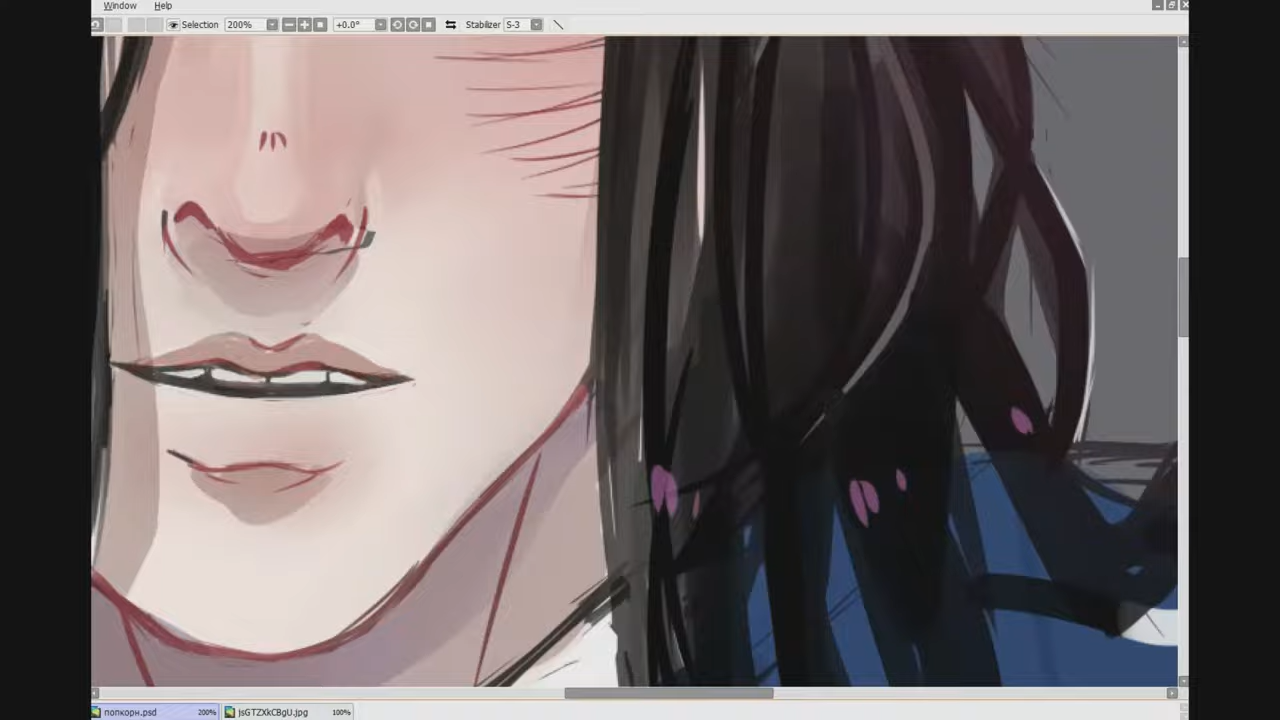 Window Help
Selection 200% +0.0° Stabilizer S-3
попкорн.psd 200% jsGTZXkCBgU.jpg 100%